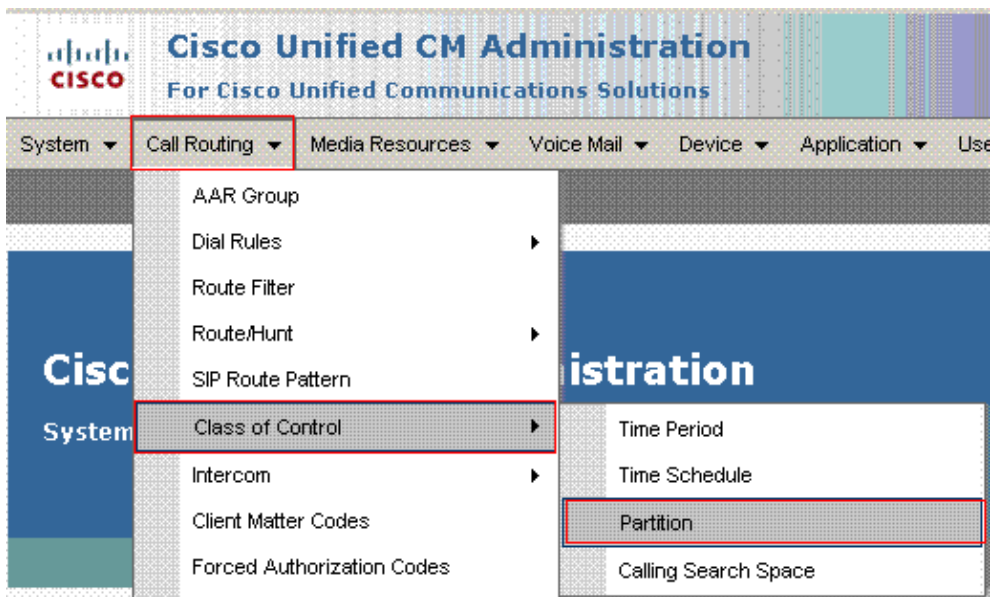 CISCO
Cisco Unified CM Administration
For Cisco Unified Communications Solutions
System Call Routing Media Resources Voice Mail Device Application Use
AAR Group
Dial Rules
Route Filter
Route/Hunt
SIP Route Pattern
Cisc istration
System
Class of Control
Intercom
Client Matter Codes
Forced Authorization Codes
Time Period
Time Schedule
Partition
Calling Search Space